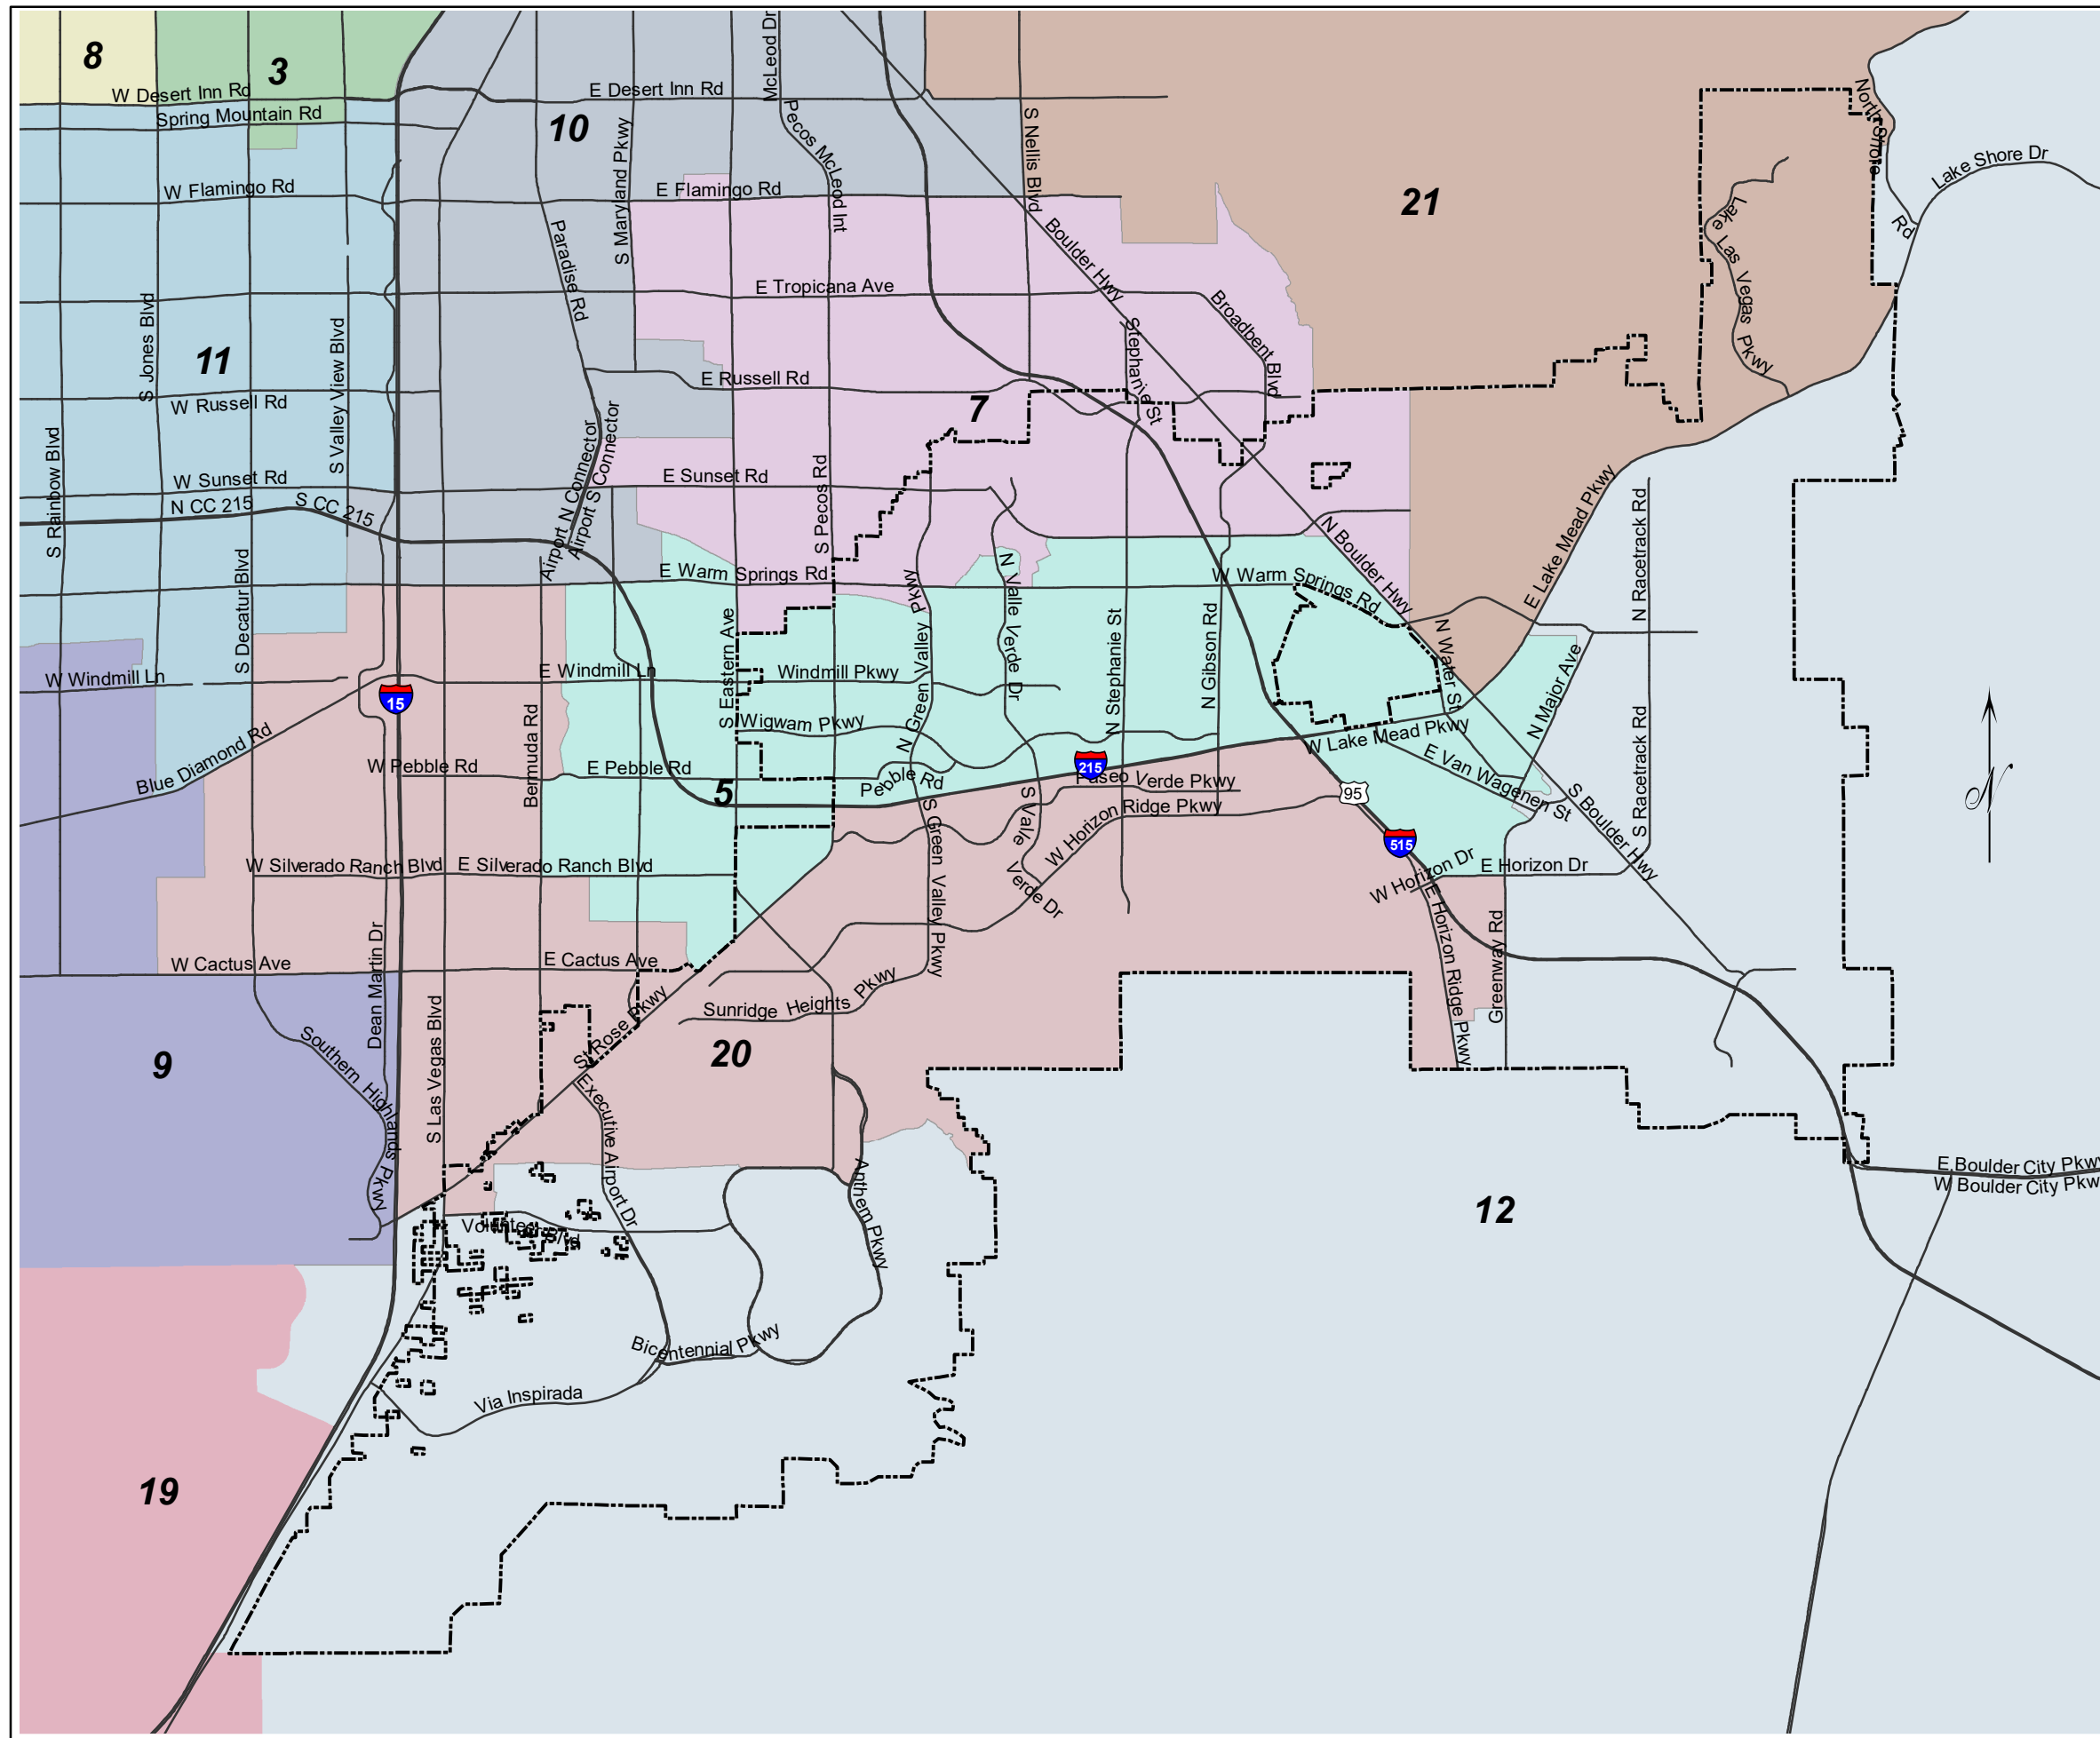 8
3
10
21
W Desert Inn Rd
E Desert Inn Rd
Spring Mountain Rd
McLeod Dr
Pecos McLeod Int
S Maryland Pkwy
S Nellis Blvd
North Shore
Rd
Lake Shore Dr
W Flamingo Rd
E Flamingo Rd
Lake Las Vegas Pkwy
Paradise Rd
Boulder Hwy
E Tropicana Ave
Broadbent Blvd
Stephanie St
11
S Jones Blvd
S Valley View Blvd
W Russell Rd
E Russell Rd
7
S Rainbow Blvd
W Sunset Rd
E Sunset Rd
N CC 215
S CC 215
Airport N Connector
Airport S Connector
S Pecos Rd
N Boulder Hwy
E Lake Mead Pkwy
N Racetrack Rd
S Decatur Blvd
E Warm Springs Rd
W Warm Springs Rd
N Green Valley Pkwy
N Valle Verde Dr
N Stephanie St
N Gibson Rd
N Water St
N Major Ave
W Windmill Ln
E Windmill Ln
Windmill Pkwy
S Eastern Ave
15
Bermuda Rd
Wigwam Pkwy
W Lake Mead Pkwy
Blue Diamond Rd
W Pebble Rd
E Pebble Rd
Pebble Rd
5
215
Paseo Verde Pkwy
E Van Wagenen St
95
S Boulder Hwy
S Racetrack Rd
S Valle Verde Dr
W Horizon Ridge Pkwy
S Green Valley Pkwy
515
W Silverado Ranch Blvd
E Silverado Ranch Blvd
W Horizon Dr
E Horizon Dr
E Horizon Ridge Pkwy
Greenway Rd
W Cactus Ave
E Cactus Ave
Dean Martin Dr
S Las Vegas Blvd
St Rose Pkwy
Sunridge Heights Pkwy
9
20
Southern Highlands Pkwy
Executive Airport Dr
Anthem Pkwy
12
E Boulder City Pkwy
W Boulder City Pkw
Volunteer Blvd
Bicentennial Pkwy
Via Inspirada
19
N